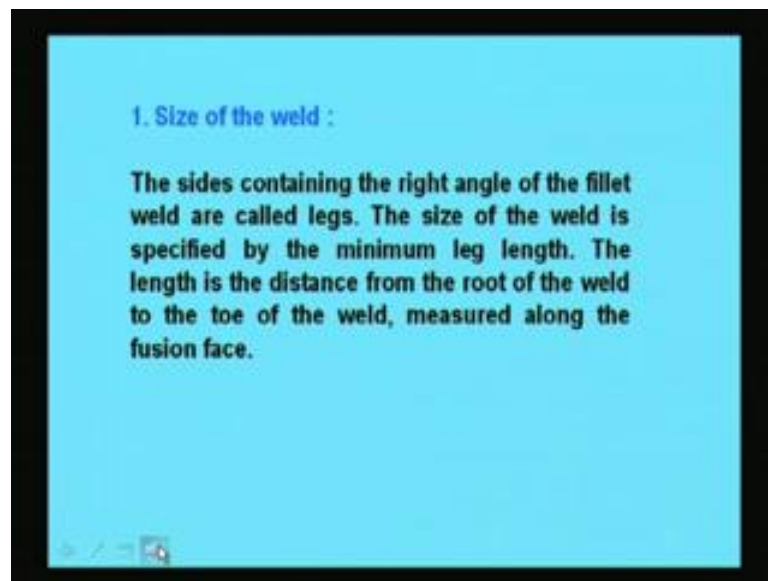 1. Size of the weld :
The sides containing the right angle of the fillet
weld are called legs. The size of the weld is
specified by the minimum leg length. The
length is the distance from the root of the weld
to the toe of the weld, measured along the
fusion face.